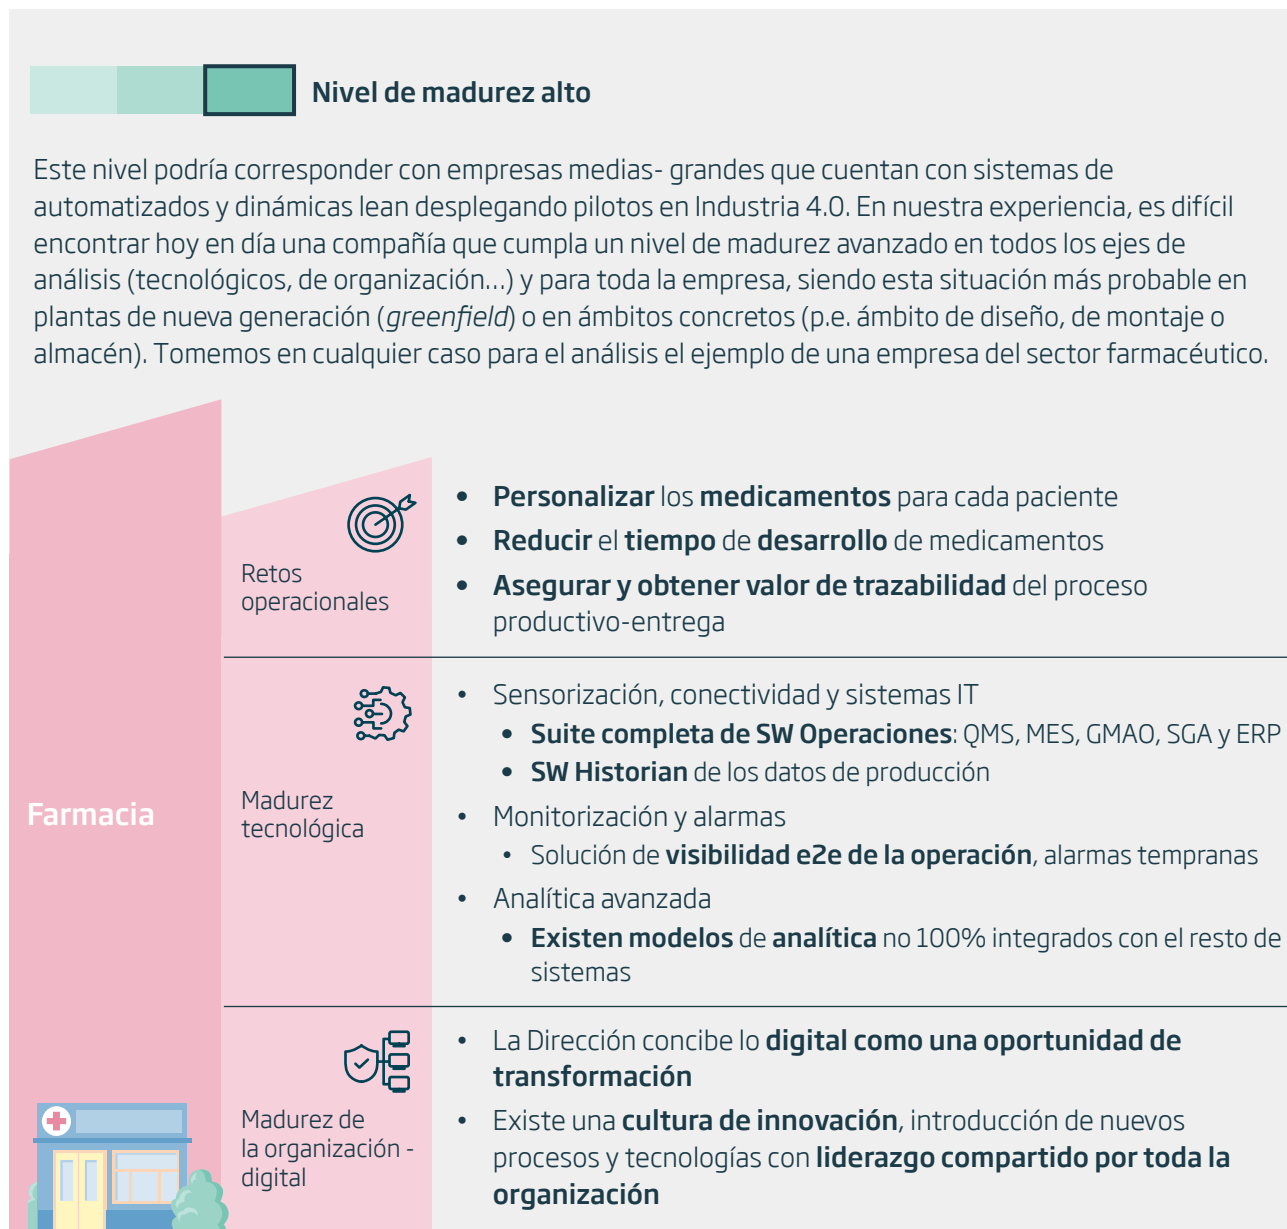 Nivel de madurez alto
Este nivel podría corresponder con empresas medias- grandes que cuentan con sistemas de
automatizados y dinámicas lean desplegando pilotos en Industria 4.0. En nuestra experiencia, es difícil
encontrar hoy en día una compañía que cumpla un nivel de madurez avanzado en todos los ejes de
análisis (tecnológicos, de organización...) y para toda la empresa, siendo esta situación más probable en
plantas de nueva generación (greenfield) o en ámbitos concretos (p.e. ámbito de diseño, de montaje o
almacén). Tomemos en cualquier caso para el análisis el ejemplo de una empresa del sector farmacéutico.
Farmacia
Retos
operacionales
• Personalizar los medicamentos para cada paciente
• Reducir el tiempo de desarrollo de medicamentos
• Asegurar y obtener valor de trazabilidad del proceso
productivo-entrega
Madurez
tecnológica
• Sensorización, conectividad y sistemas IT
• Suite completa de SW Operaciones: QMS, MES, GMAO, SGA y ERP
• SW Historian de los datos de producción
• Monitorización y alarmas
• Solución de visibilidad e2e de la operación, alarmas tempranas
• Analítica avanzada
• Existen modelos de analítica no 100% integrados con el resto de
sistemas
Madurez de
la organización -
digital
• La Dirección concibe lo digital como una oportunidad de
transformación
• Existe una cultura de innovación, introducción de nuevos
procesos y tecnologías con liderazgo compartido por toda la
organización